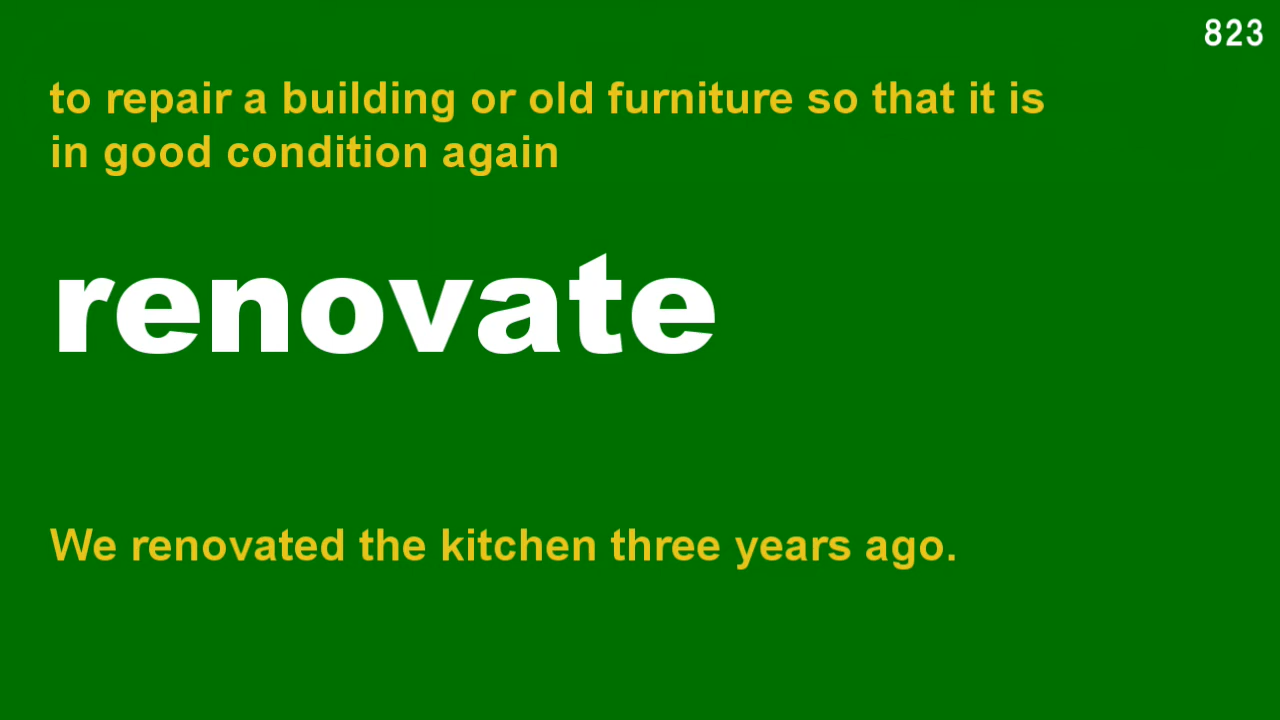 823
to repair a building or old furniture so that it is
in good condition again
renovate
We renovated the kitchen three years ago.